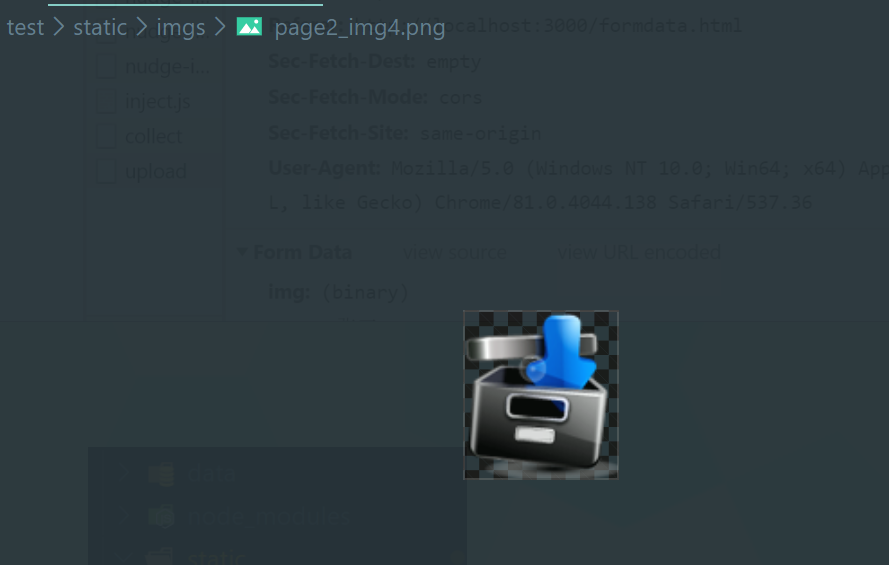 test > static > imgs > page2_img4.png
localhost:3000/formdata.html
Sec-Fetch-Dest: empty
nudge-i...
Sec-Fetch-Mode: cors
inject.js
Sec-Fetch-Site: same-origin
collect
User-Agent: Mozilla/5.0 (Windows NT 10.0; Win64; x64) App
upload
L, like Gecko) Chrome/81.0.4044.138 Safari/537.36
Form Data view source view URL encoded
img: (binary)
data
node_modules
static